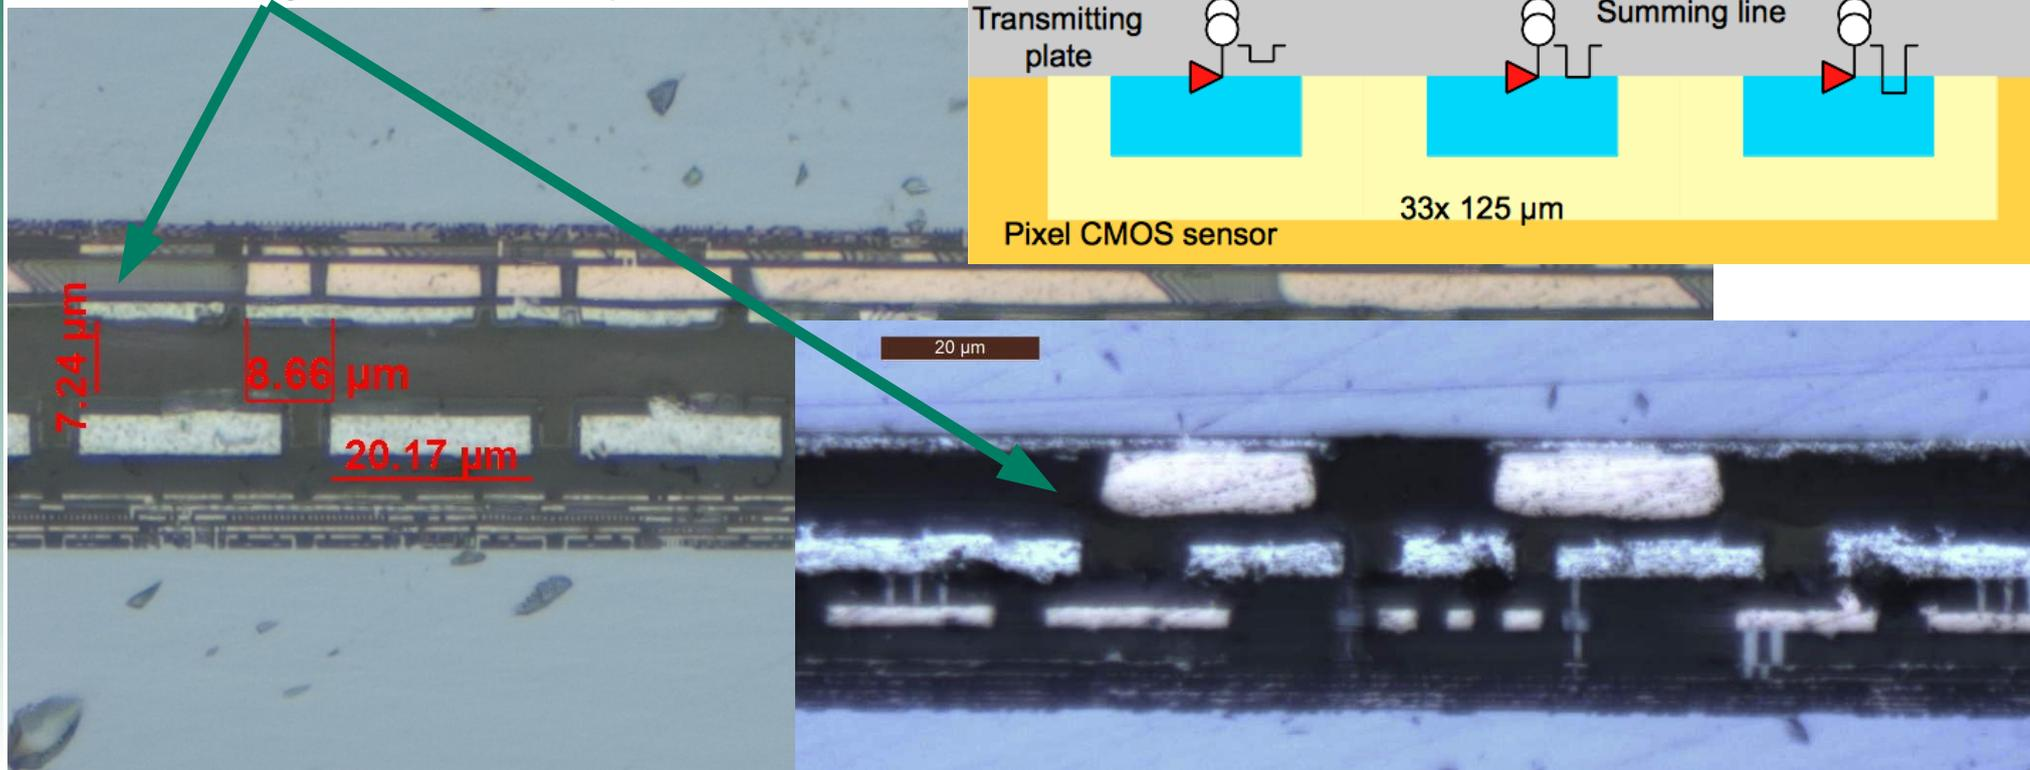 Transmitting
plate
Summing line
33x 125 µm
Pixel CMOS sensor
7.24 µm
8.66 µm
20.17 µm
20 µm